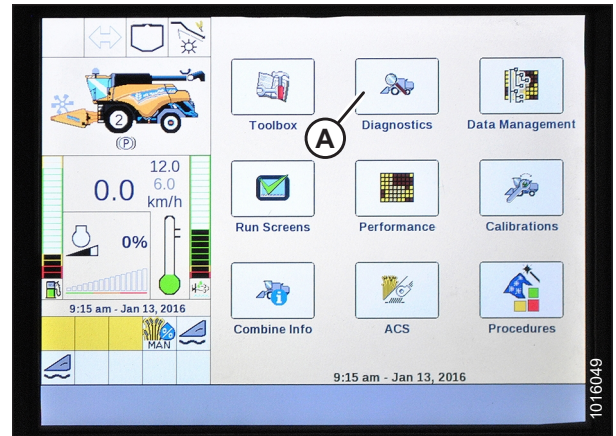 2
(P)
12.0
6.0
0.0
km/h
0%
9:15 am - Jan 13, 2016
MAN
Toolbox
Diagnostics
Data Management
A
Run Screens
Performance
Calibrations
Combine Info
ACS
Procedures
9:15 am - Jan 13, 2016
1016049